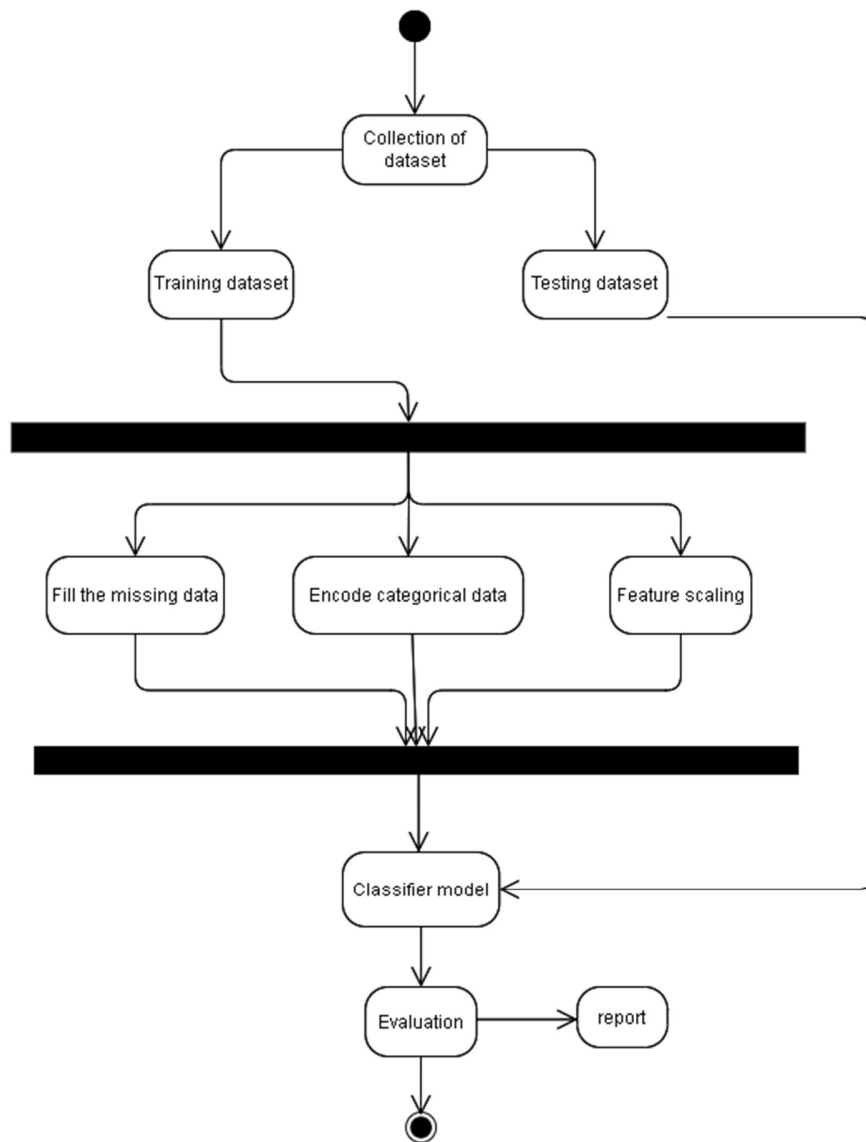 Collection of
dataset
Training dataset
Testing dataset
Fill the missing data
Encode categorical data
Feature scaling
Classifier model
Evaluation
report